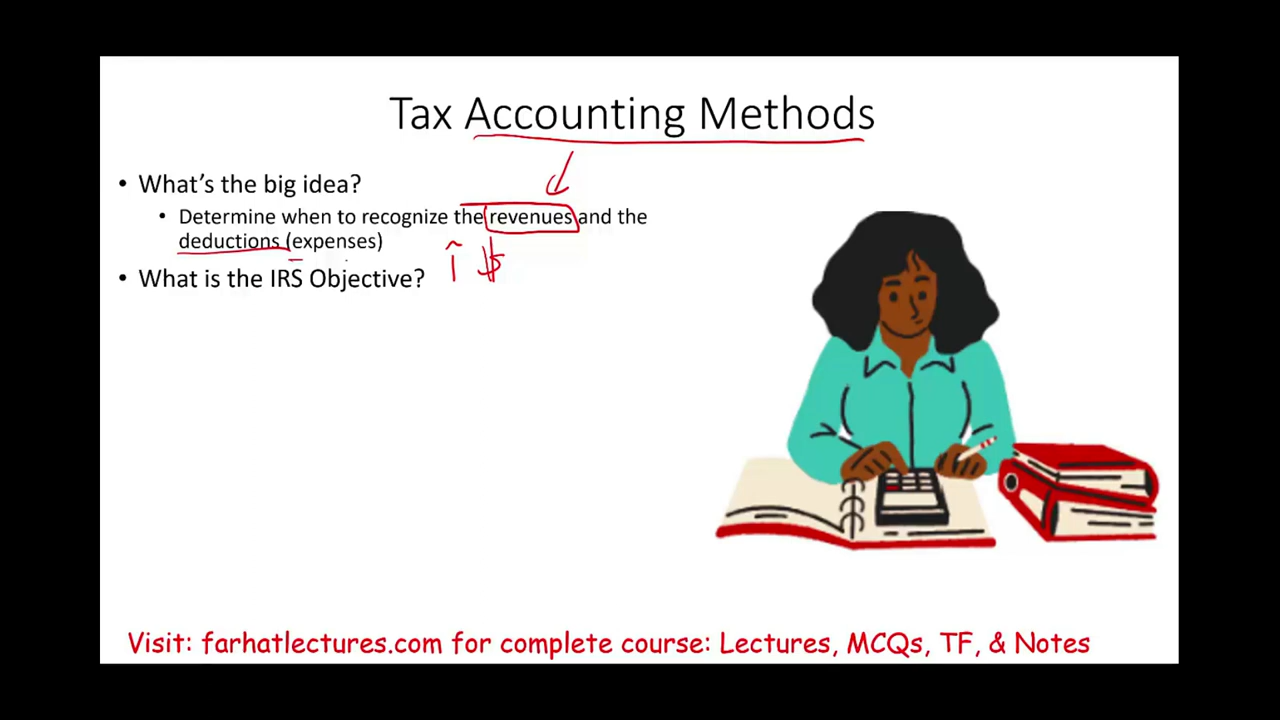 Tax Accounting Methods
• What's the big idea?
• Determine when to recognize the revenues and the
deductions (expenses)
• What is the IRS Objective?
↑ $
Visit: farhatlectures.com for complete course: Lectures, MCQs, TF, & Notes